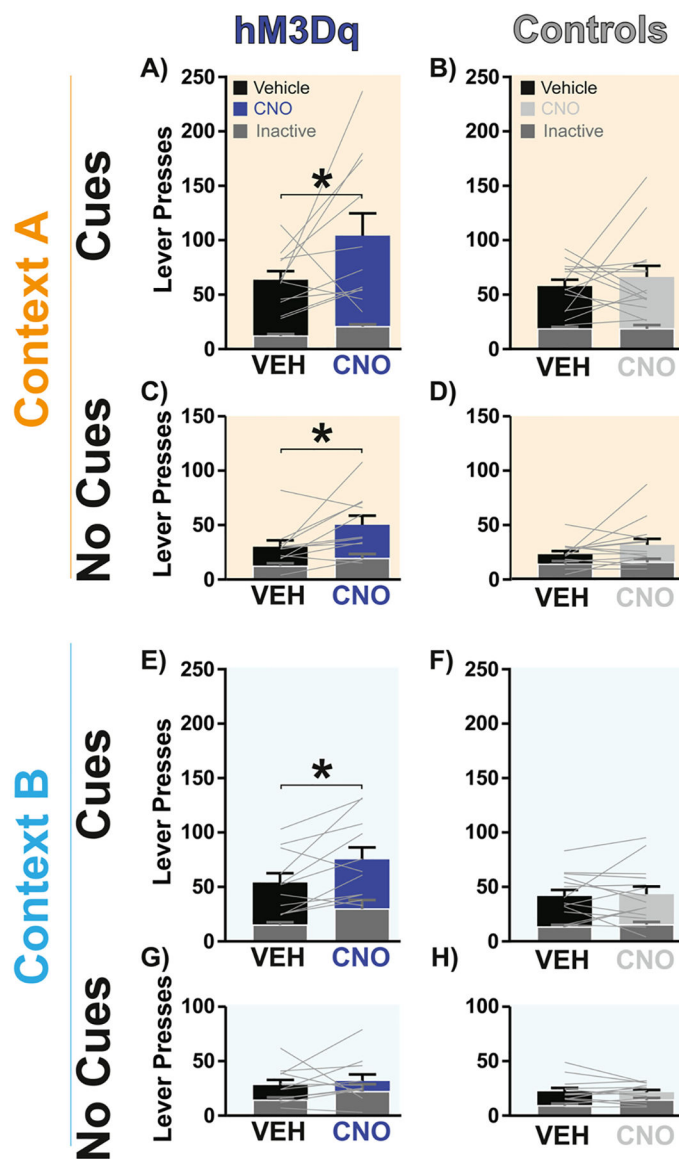 hM3Dq
Controls
Context A
Cues
A)
Lever Presses
250
200
150
100
50
0
Vehicle
CNO
Inactive
*
VEH
CNO
B)
250
200
150
100
50
0
Vehicle
CNO
Inactive
VEH
CNO
No Cues
C)
Lever Presses
150
100
50
0
*
VEH
CNO
D)
150
100
50
0
VEH
CNO
Context B
Cues
E)
Lever Presses
250
200
150
100
50
0
*
VEH
CNO
F)
250
200
150
100
50
0
VEH
CNO
No Cues
G)
Lever Presses
100
50
0
VEH
CNO
H)
100
50
0
VEH
CNO